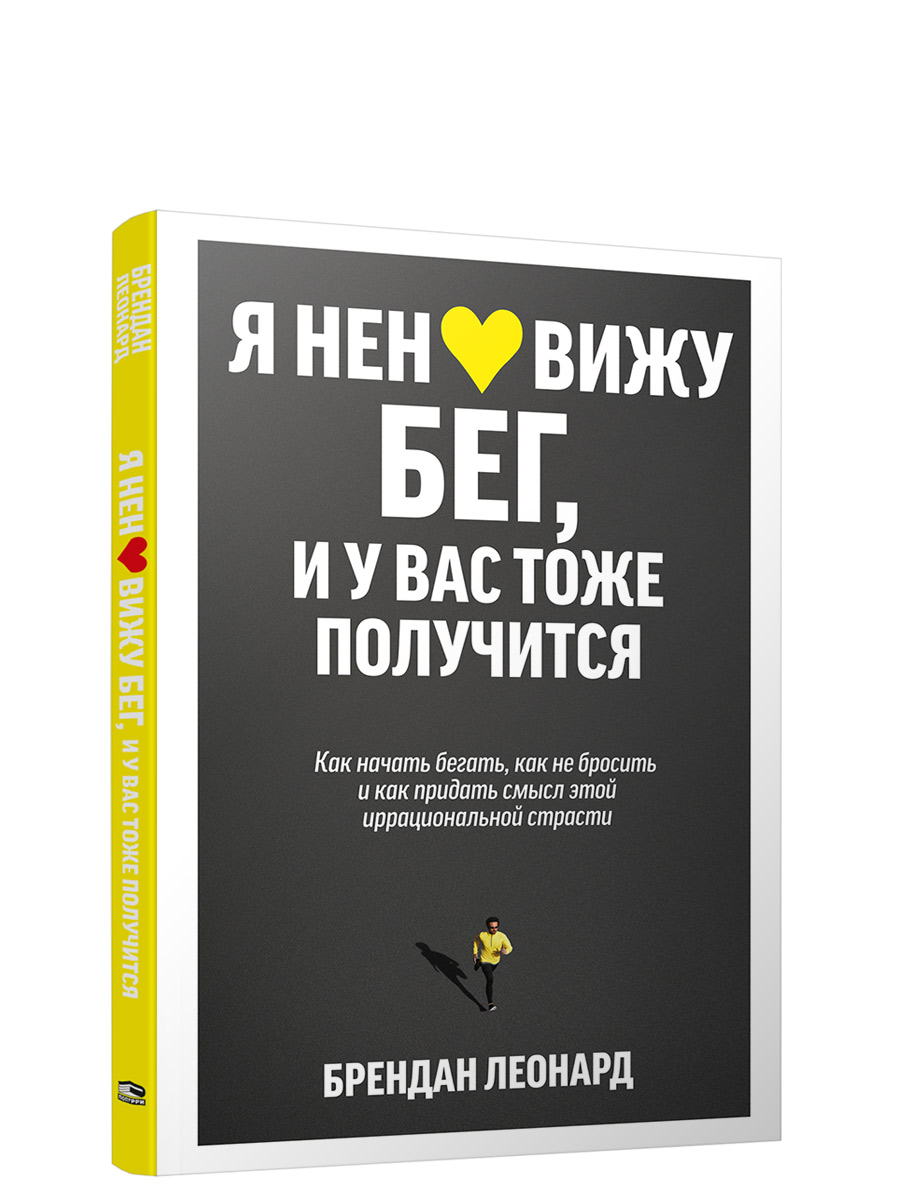 Я НЕН💛ВИЖУ
БЕГ,
И У ВАС ТОЖЕ
ПОЛУЧИТСЯ
Как начать бегать, как не бросить
и как придать смысл этой
иррациональной страсти
БРЕНДАН ЛЕОНАРД
БРЕНДАН
ЛЕОНАРД
Я НЕН❤ВИЖУ БЕГ, И У ВАС ТОЖЕ ПОЛУЧИТСЯ
ПОПУРРИ